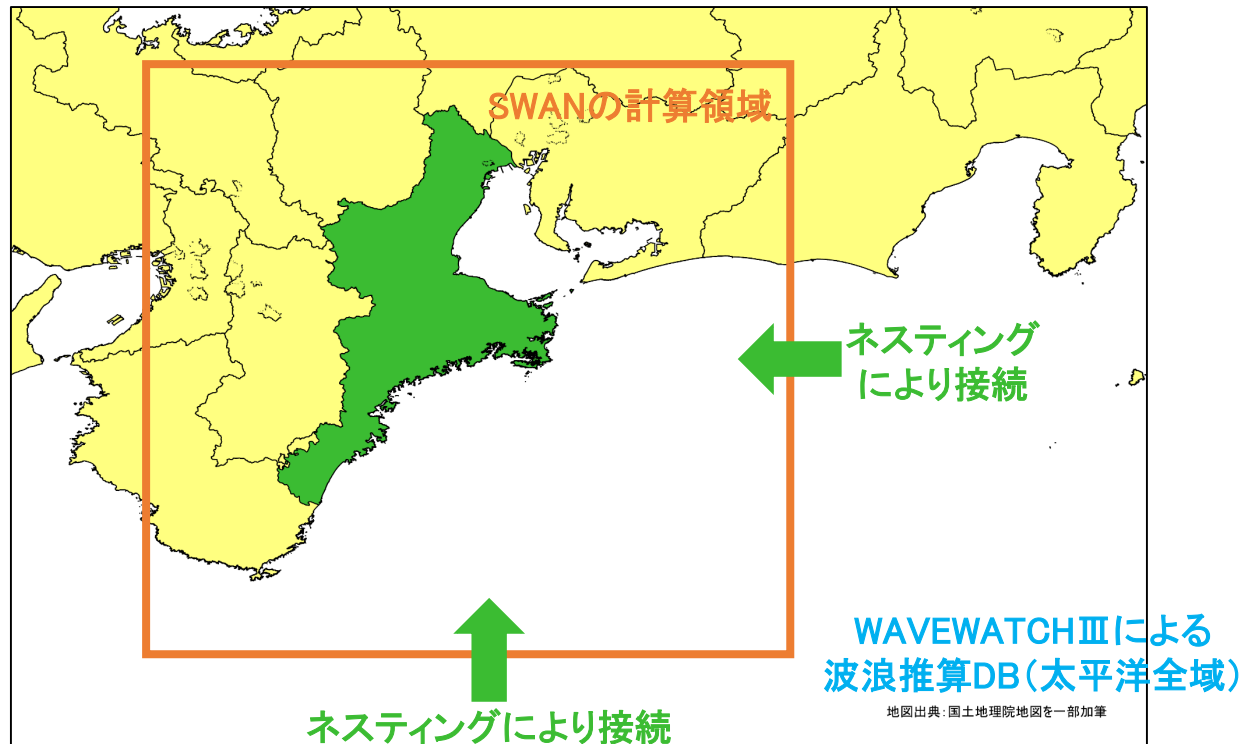 SWANの計算領域
ネスティング
により接続
WAVEWATCHⅢによる
波浪推算DB（太平洋全域）
地図出典：国土地理院地図を一部加筆
ネスティングにより接続